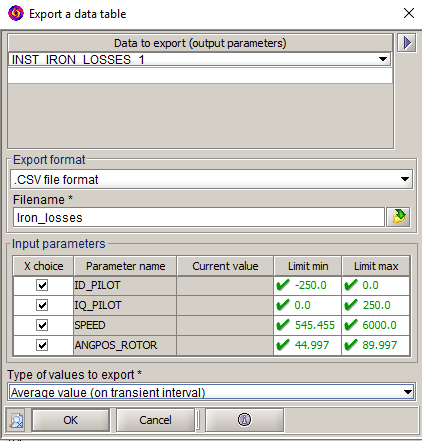 Export a data table
Data to export (output parameters)
INST_IRON_LOSSES_1
Export format
.CSV file format
Filename *
Iron_losses
Input parameters
X choice Parameter name Current value Limit min Limit max
ID_PILOT -250.0 0.0
IQ_PILOT 0.0 250.0
SPEED 545.455 6000.0
ANGPOS_ROTOR 44.997 89.997
Type of values to export *
Average value (on transient interval)
OK Cancel